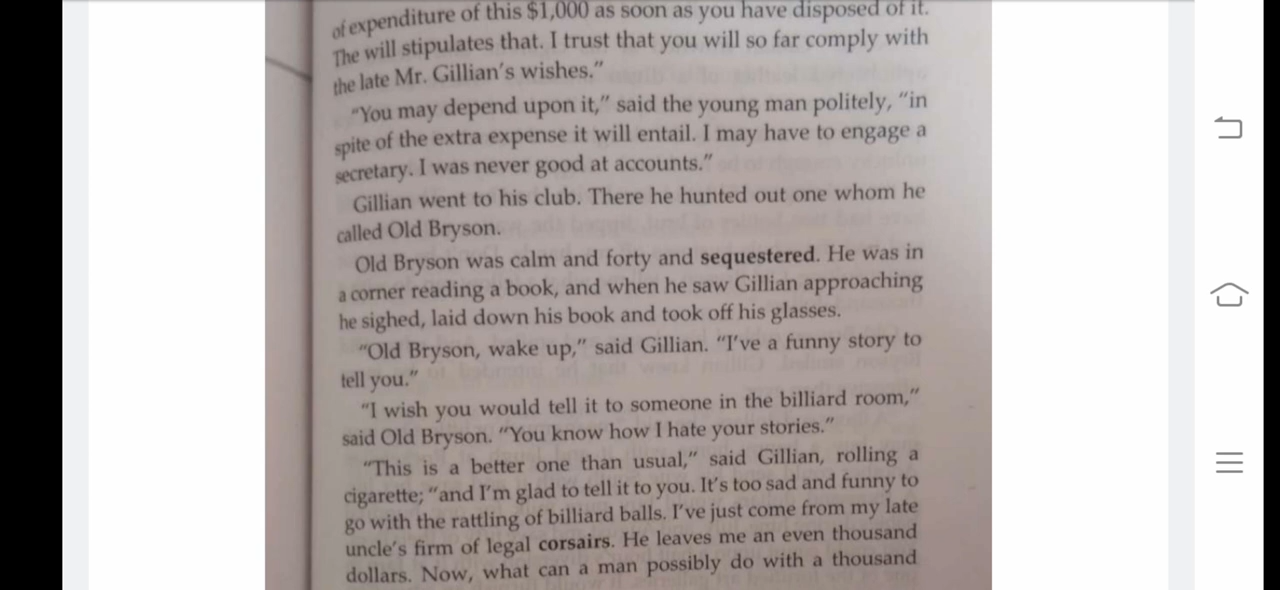 of expenditure of this $1,000 as soon as you have disposed of it.
The will stipulates that. I trust that you will so far comply with
the late Mr. Gillian's wishes."
"You may depend upon it," said the young man politely, "in
spite of the extra expense it will entail. I may have to engage a
secretary. I was never good at accounts."
Gillian went to his club. There he hunted out one whom he
called Old Bryson.
Old Bryson was calm and forty and sequestered. He was in
a corner reading a book, and when he saw Gillian approaching
he sighed, laid down his book and took off his glasses.
"Old Bryson, wake up," said Gillian. "I've a funny story to
tell you."
"I wish you would tell it to someone in the billiard room,"
said Old Bryson. "You know how I hate your stories."
"This is a better one than usual," said Gillian, rolling a
cigarette; "and I'm glad to tell it to you. It's too sad and funny to
go with the rattling of billiard balls. I've just come from my late
uncle's firm of legal corsairs. He leaves me an even thousand
dollars. Now, what can a man possibly do with a thousand